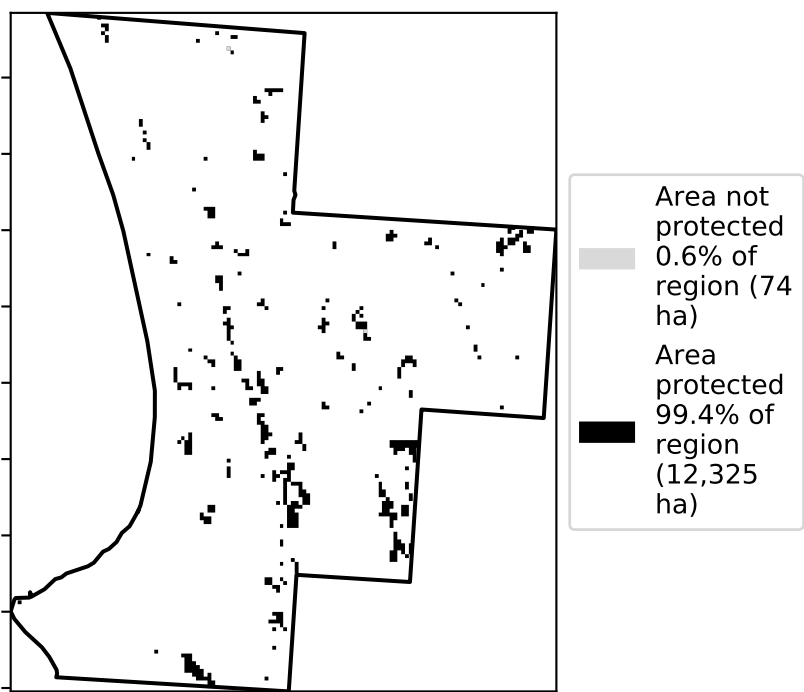 Area not
protected
0.6% of
region (74
ha)
Area
protected
99.4% of
region
(12,325
ha)